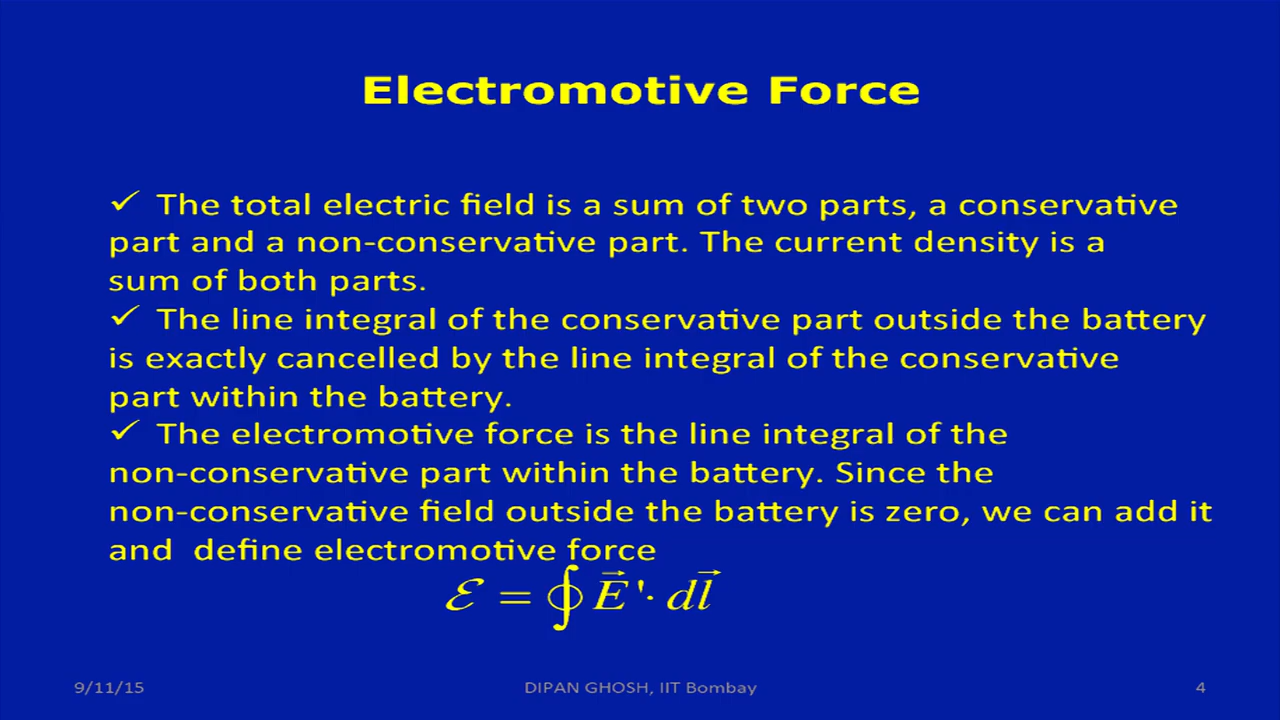 Electromotive Force
✓ The total electric field is a sum of two parts, a conservative
part and a non-conservative part. The current density is a
sum of both parts.
✓ The line integral of the conservative part outside the battery
is exactly cancelled by the line integral of the conservative
part within the battery.
✓ The electromotive force is the line integral of the
non-conservative part within the battery. Since the
non-conservative field outside the battery is zero, we can add it
and define electromotive force
ℰ = ∮ E⃗ '· dl⃗
9/11/15 DIPAN GHOSH, IIT Bombay 4